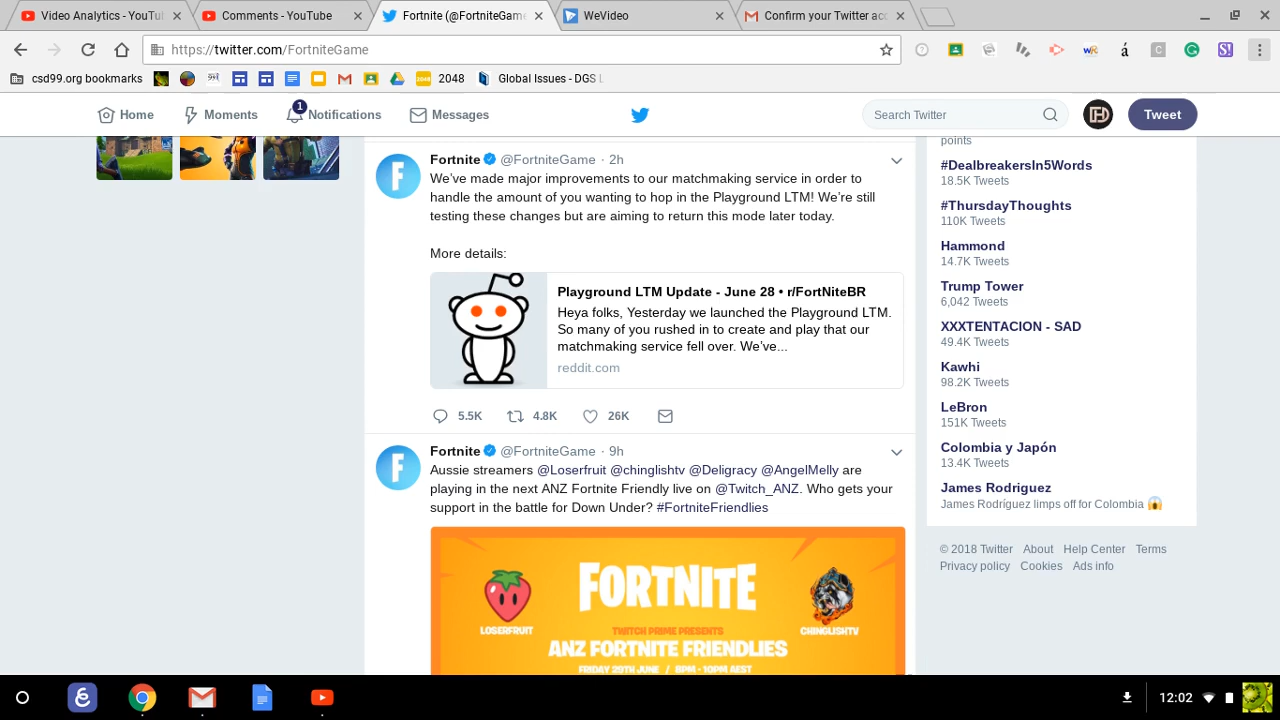 Video Analytics - YouTu
Comments - YouTube
Fortnite (@FortniteGam
WeVideo
Confirm your Twitter acc
https://twitter.com/FortniteGame
csd99.org bookmarks
2048
Global Issues - DGS L
Home
Moments
1
Notifications
Messages
Search Twitter
Tweet
points
#DealbreakersIn5Words
18.5K Tweets
#ThursdayThoughts
110K Tweets
Hammond
14.7K Tweets
Trump Tower
6,042 Tweets
XXXTENTACION - SAD
49.4K Tweets
Kawhi
98.2K Tweets
LeBron
151K Tweets
Colombia y Japón
13.4K Tweets
James Rodriguez
James Rodríguez limps off for Colombia 😱
© 2018 Twitter About Help Center Terms
Privacy policy Cookies Ads info
Fortnite @FortniteGame · 2h
We've made major improvements to our matchmaking service in order to
handle the amount of you wanting to hop in the Playground LTM! We're still
testing these changes but are aiming to return this mode later today.
More details:
Playground LTM Update - June 28 • r/FortNiteBR
Heya folks, Yesterday we launched the Playground LTM.
So many of you rushed in to create and play that our
matchmaking service fell over. We've...
reddit.com
5.5K 4.8K 26K
Fortnite @FortniteGame · 9h
Aussie streamers @Loserfruit @chinglishtv @Deligracy @AngelMelly are
playing in the next ANZ Fortnite Friendly live on @Twitch_ANZ. Who gets your
support in the battle for Down Under? #FortniteFriendlies
FORTNITE
LOSERFRUIT
TWITCH PRIME PRESENTS
CHINGLISHTV
ANZ FORTNITE FRIENDLIES
FRIDAY 29TH JUNE / 8PM - 10PM AEST
12:02